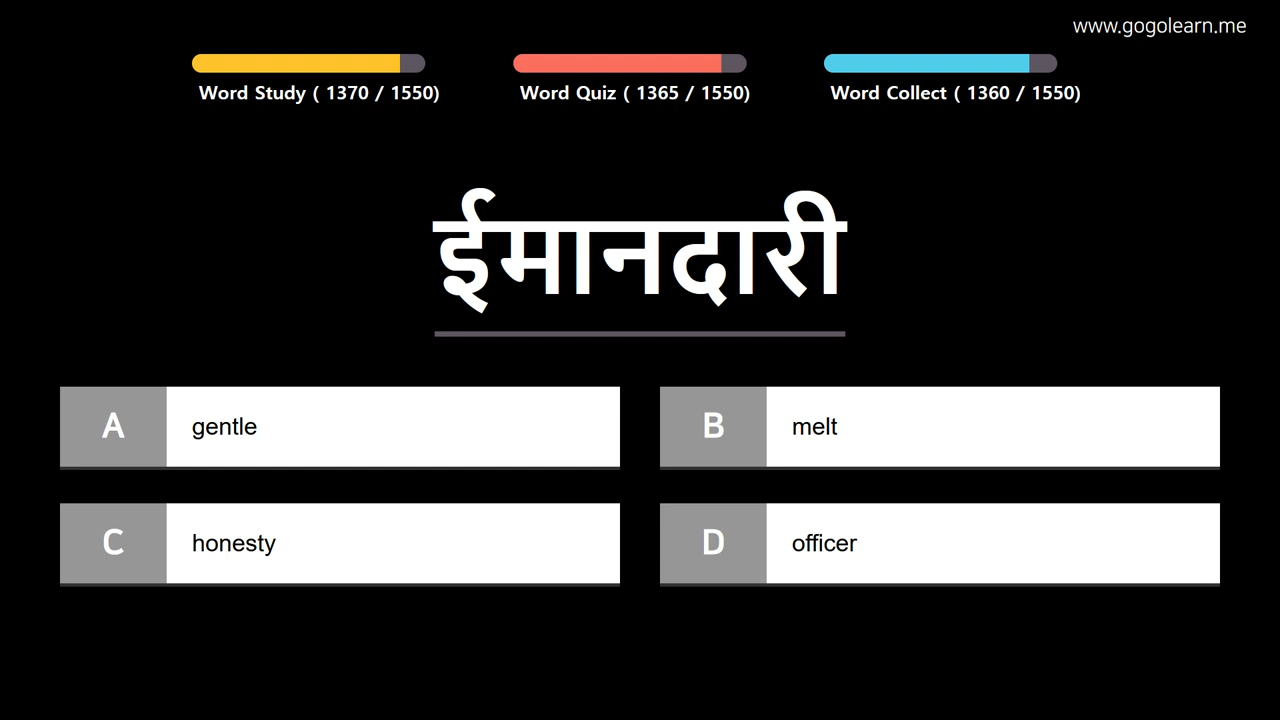 www.gogolearn.me
Word Study ( 1370 / 1550)
Word Quiz ( 1365 / 1550)
Word Collect ( 1360 / 1550)
ईमानदारी
A gentle
B melt
C honesty
D officer